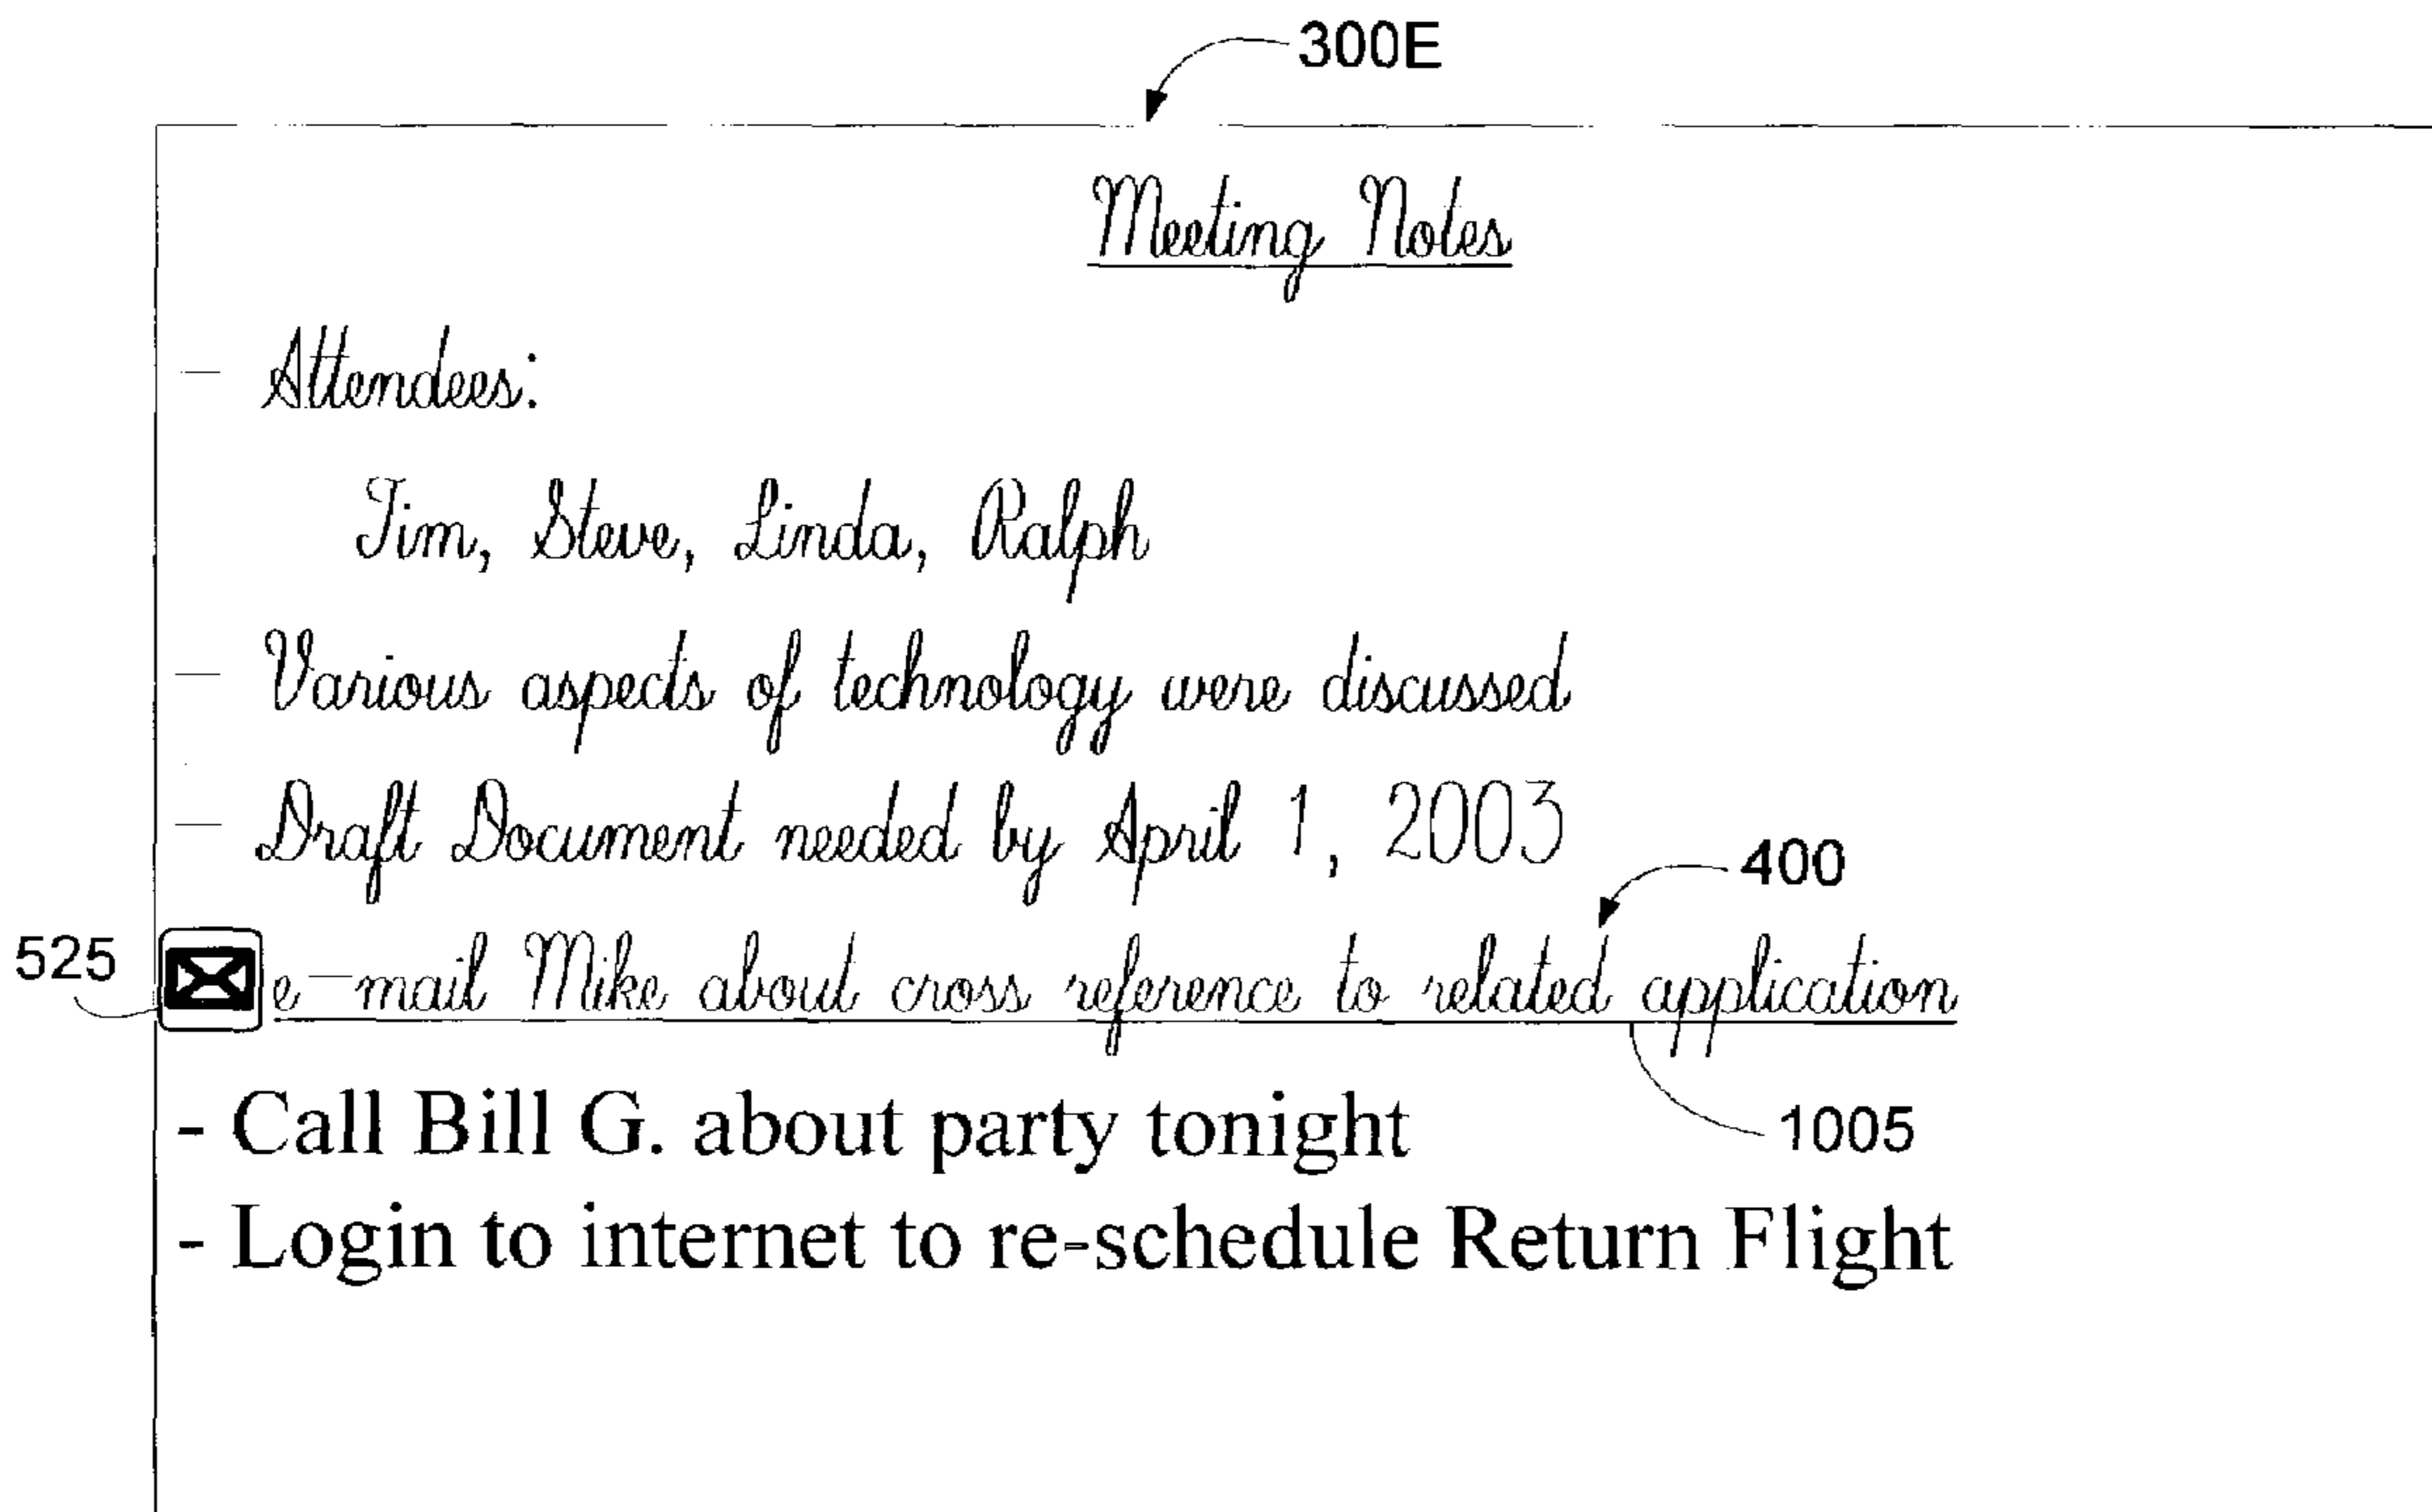 300E
Meeting Notes
— Attendees:
Tim, Steve, Linda, Ralph
— Various aspects of technology were discussed
— Draft Document needed by April 1, 2003
400
525
e-mail Mike about cross reference to related application
- Call Bill G. about party tonight
1005
- Login to internet to re-schedule Return Flight